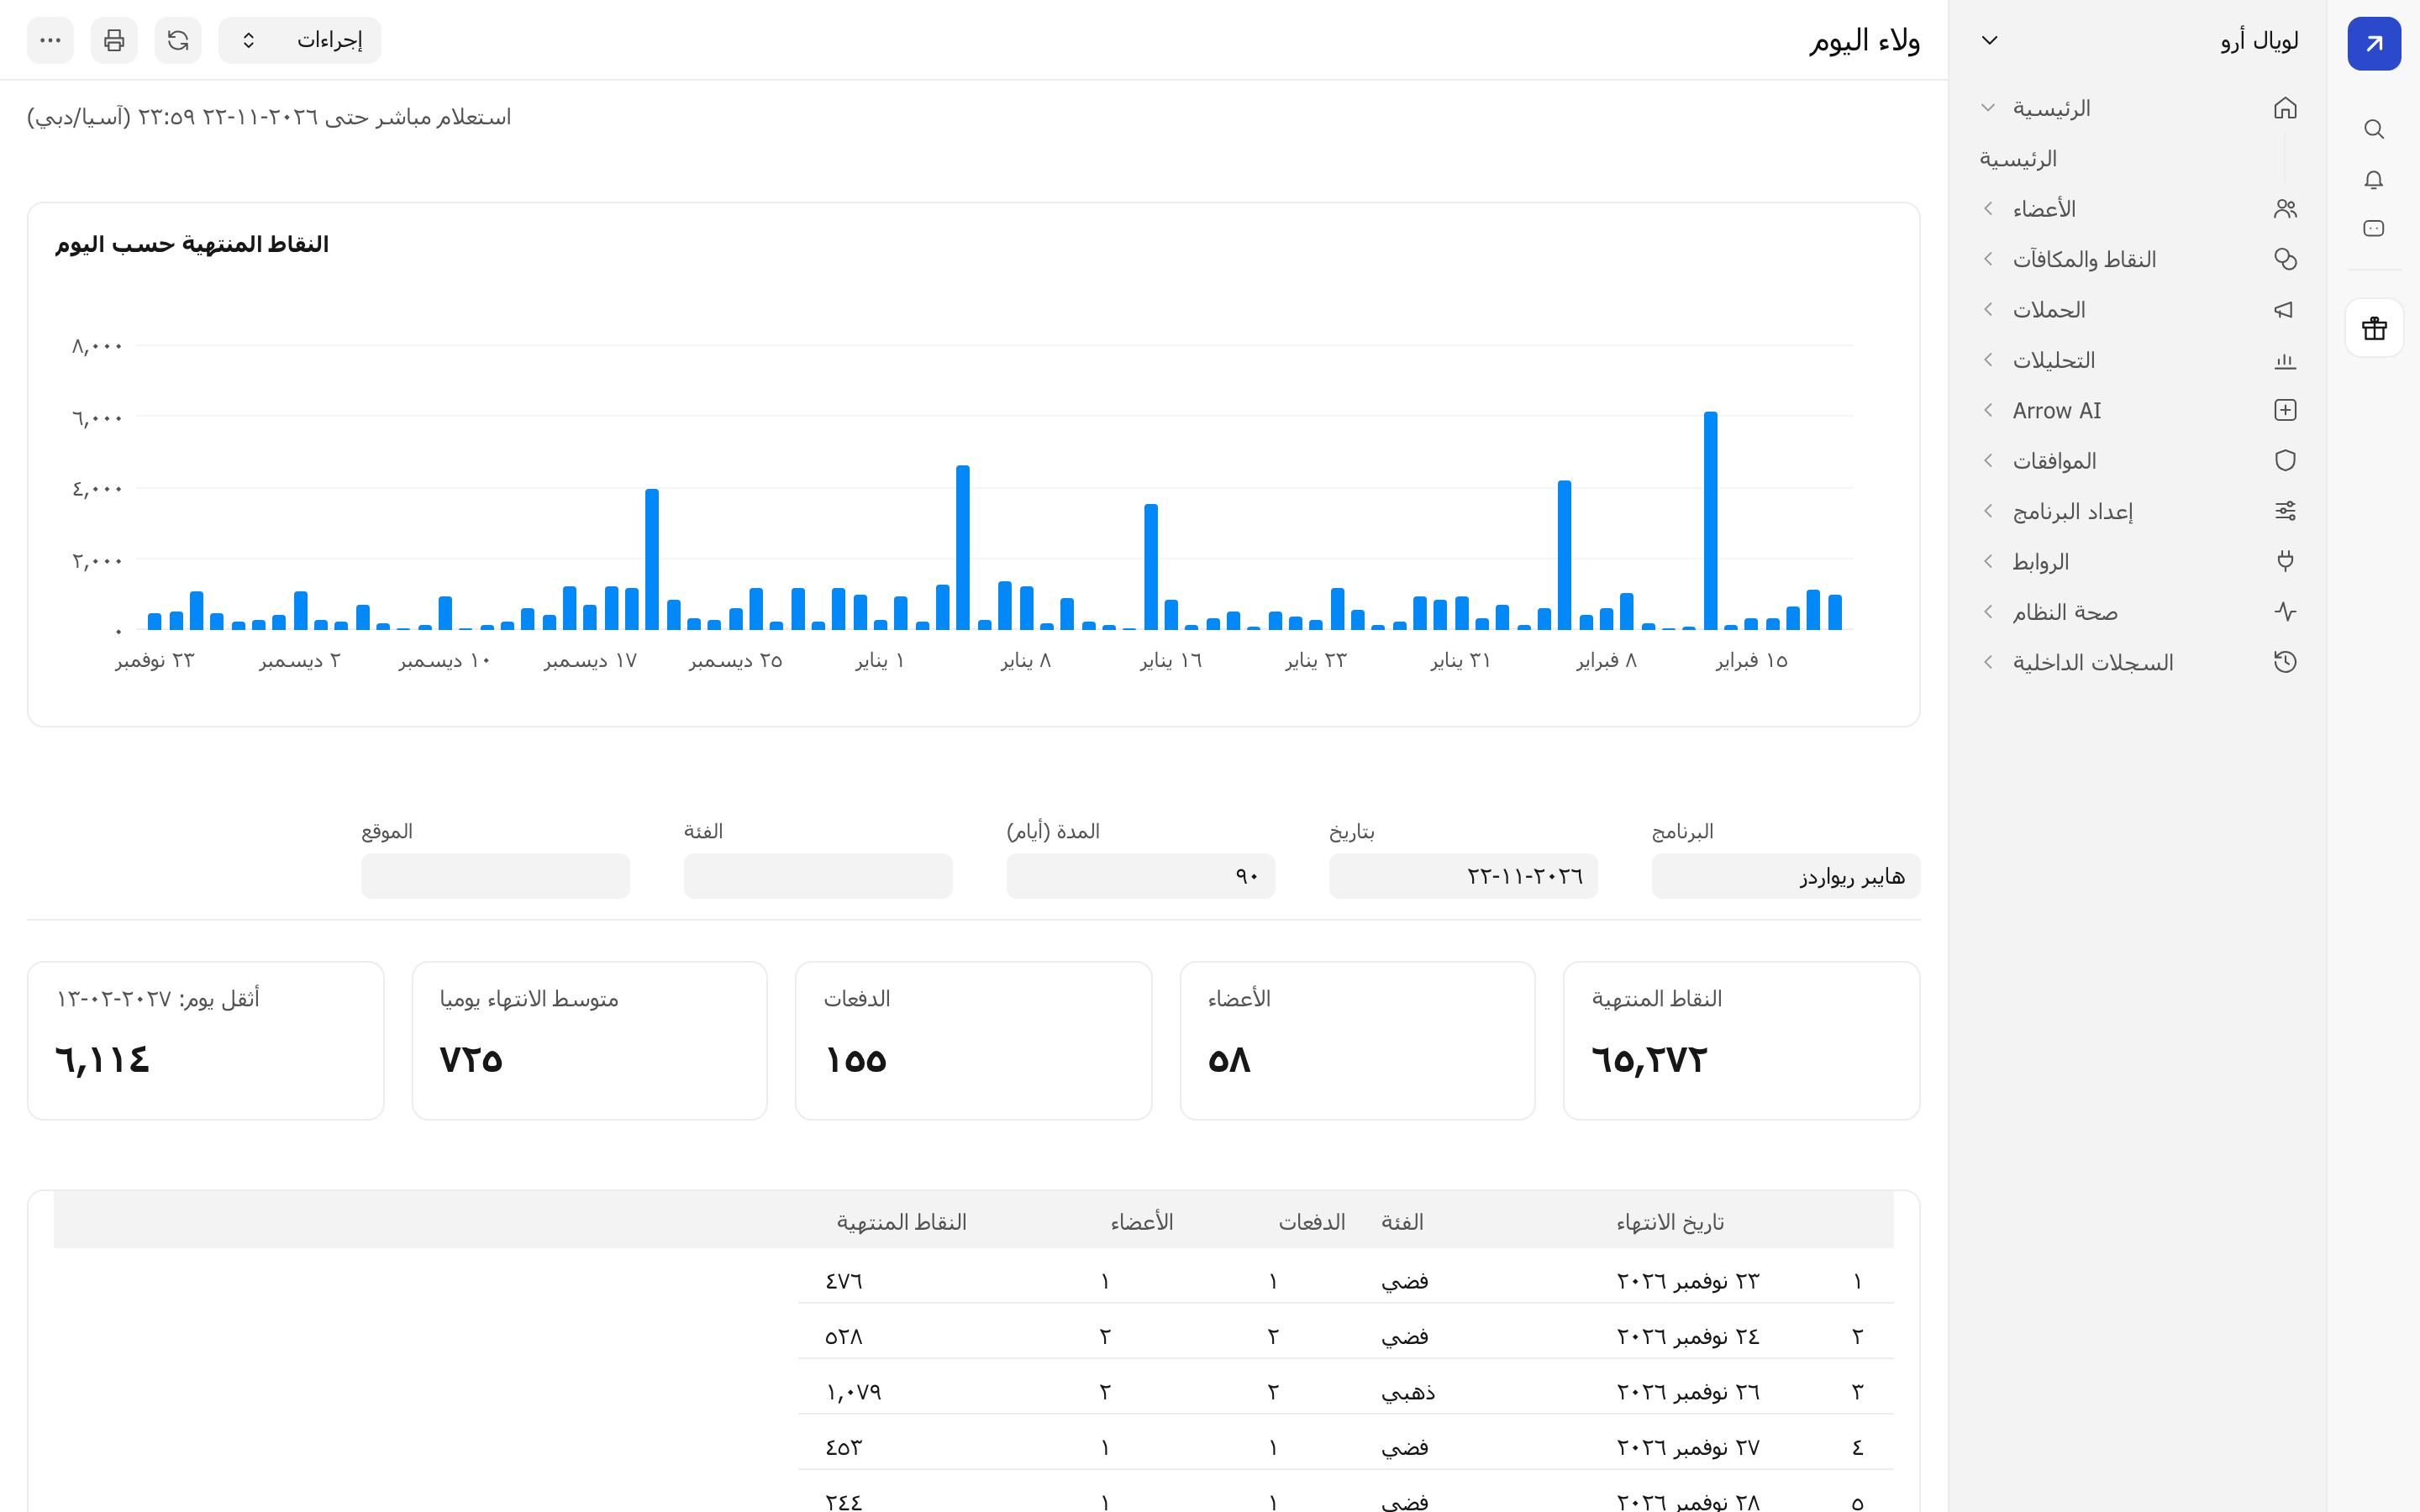 لويال أرو
الرئيسية
الرئيسية
الأعضاء
النقاط والمكافآت
الحملات
التحليلات
Arrow AI
الموافقات
إعداد البرنامج
الروابط
صحة النظام
السجلات الداخلية
ولاء اليوم
إجراءات
استعلام مباشر حتى ٢٠٢٦-١١-٢٢ ٢٣:٥٩ (آسيا/دبي)
النقاط المنتهية حسب اليوم
٨,٠٠٠
٦,٠٠٠
٤,٠٠٠
٢,٠٠٠
٠
٢٣ نوفمبر ٢ ديسمبر ١٠ ديسمبر ١٧ ديسمبر ٢٥ ديسمبر ١ يناير ٨ يناير ١٦ يناير ٢٣ يناير ٣١ يناير ٨ فبراير ١٥ فبراير
البرنامج بتاريخ المدة (أيام) الفئة الموقع
هايبر ريواردز ٢٠٢٦-١١-٢٢ ٩٠
النقاط المنتهية الأعضاء الدفعات متوسط الانتهاء يوميا أثقل يوم: ٢٠٢٧-٠٢-١٣
٦٥,٢٧٢ ٥٨ ١٥٥ ٧٢٥ ٦,١١٤
تاريخ الانتهاء الفئة الدفعات الأعضاء النقاط المنتهية
١ ٢٣ نوفمبر ٢٠٢٦ فضي ١ ١ ٤٧٦
٢ ٢٤ نوفمبر ٢٠٢٦ فضي ٢ ٢ ٥٢٨
٣ ٢٦ نوفمبر ٢٠٢٦ ذهبي ٢ ٢ ١,٠٧٩
٤ ٢٧ نوفمبر ٢٠٢٦ فضي ١ ١ ٤٥٣
٥ ٢٨ نوفمبر ٢٠٢٦ فضي ١ ١ ٢٤٤